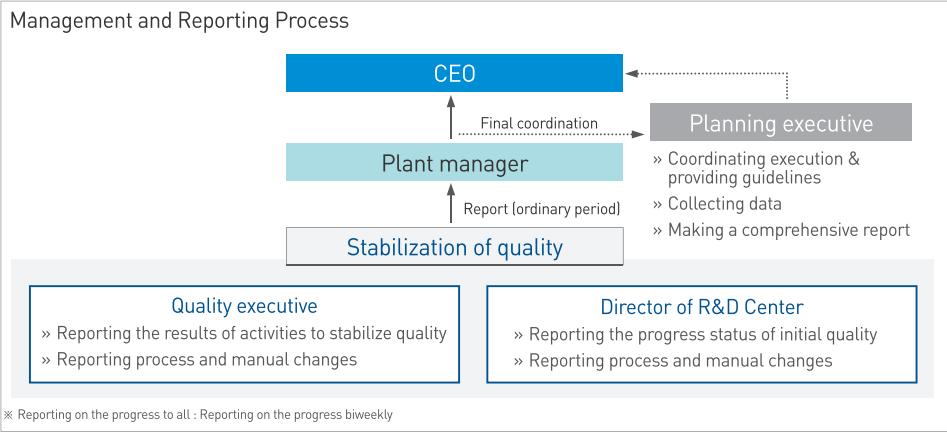 Management and Reporting Process
CEO
Final coordination
Planning executive
Plant manager
» Coordinating execution &
providing guidelines
» Collecting data
» Making a comprehensive report
Report (ordinary period)
Stabilization of quality
Quality executive
» Reporting the results of activities to stabilize quality
» Reporting process and manual changes
Director of R&D Center
» Reporting the progress status of initial quality
» Reporting process and manual changes
※ Reporting on the progress to all : Reporting on the progress biweekly